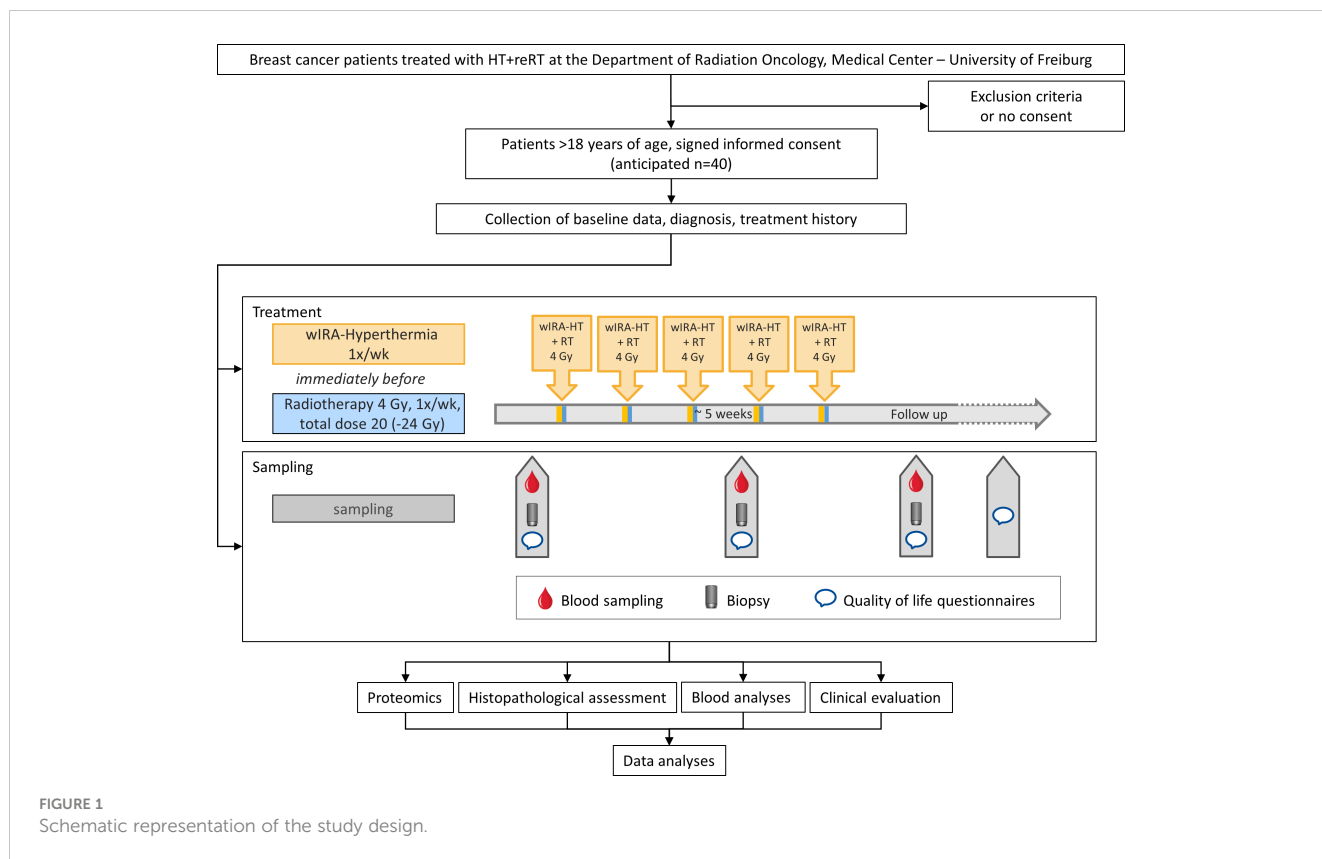 Breast cancer patients treated with HT+reRT at the Department of Radiation Oncology, Medical Center – University of Freiburg
Exclusion criteria
or no consent
Patients >18 years of age, signed informed consent
(anticipated n=40)
Collection of baseline data, diagnosis, treatment history
Treatment
wIRA-Hyperthermia
1x/wk
immediately before
Radiotherapy 4 Gy, 1x/wk,
total dose 20 (-24 Gy)
wIRA-HT
+ RT
4 Gy
wIRA-HT
+ RT
4 Gy
wIRA-HT
+ RT
4 Gy
wIRA-HT
+ RT
4 Gy
wIRA-HT
+ RT
4 Gy
~ 5 weeks
Follow up
Sampling
sampling
Blood sampling
Biopsy
Quality of life questionnaires
Proteomics
Histopathological assessment
Blood analyses
Clinical evaluation
Data analyses
FIGURE 1
Schematic representation of the study design.